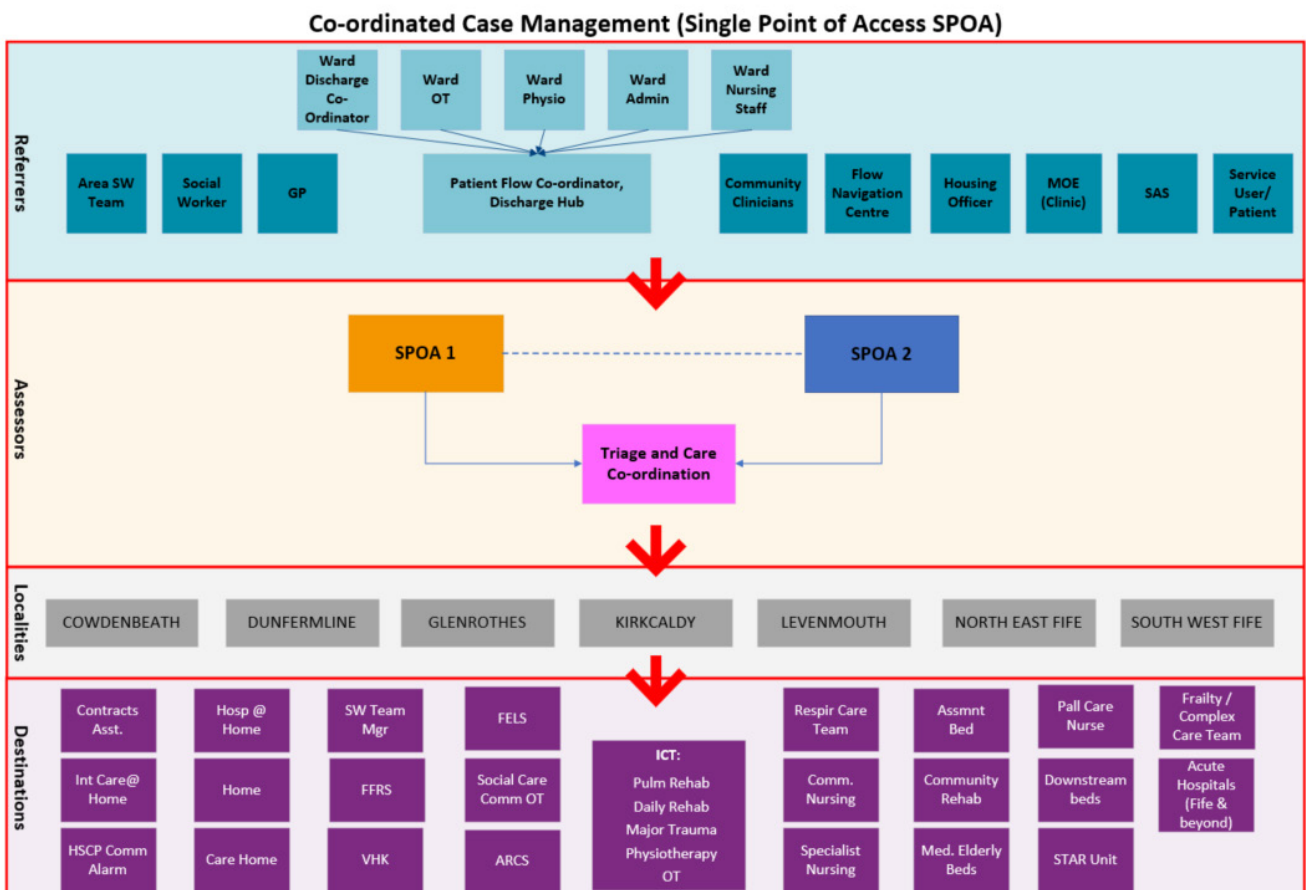 Co-ordinated Case Management (Single Point of Access SPOA)
Referrers
Ward
Discharge
Co-
Ordinator
Ward
OT
Ward
Physio
Ward
Admin
Ward
Nursing
Staff
Area SW
Team
Social
Worker
GP
Patient Flow Co-ordinator,
Discharge Hub
Community
Clinicians
Flow
Navigation
Centre
Housing
Officer
MOE
(Clinic)
SAS
Service
User/
Patient
Assessors
SPOA 1
SPOA 2
Triage and Care
Co-ordination
Localities
COWDENBEATH
DUNFERMLINE
GLENROTHES
KIRKCALDY
LEVENMOUTH
NORTH EAST FIFE
SOUTH WEST FIFE
Destinations
Contracts
Asst.
Hosp @
Home
SW Team
Mgr
FELS
Respir Care
Team
Assmnt
Bed
Pall Care
Nurse
Frailty /
Complex
Care Team
Int Care@
Home
Home
FFRS
Social Care
Comm OT
ICT:
Pulm Rehab
Daily Rehab
Major Trauma
Physiotherapy
OT
Comm.
Nursing
Community
Rehab
Downstream
beds
Acute
Hospitals
(Fife &
beyond)
HSCP Comm
Alarm
Care Home
VHK
ARCS
Specialist
Nursing
Med. Elderly
Beds
STAR Unit